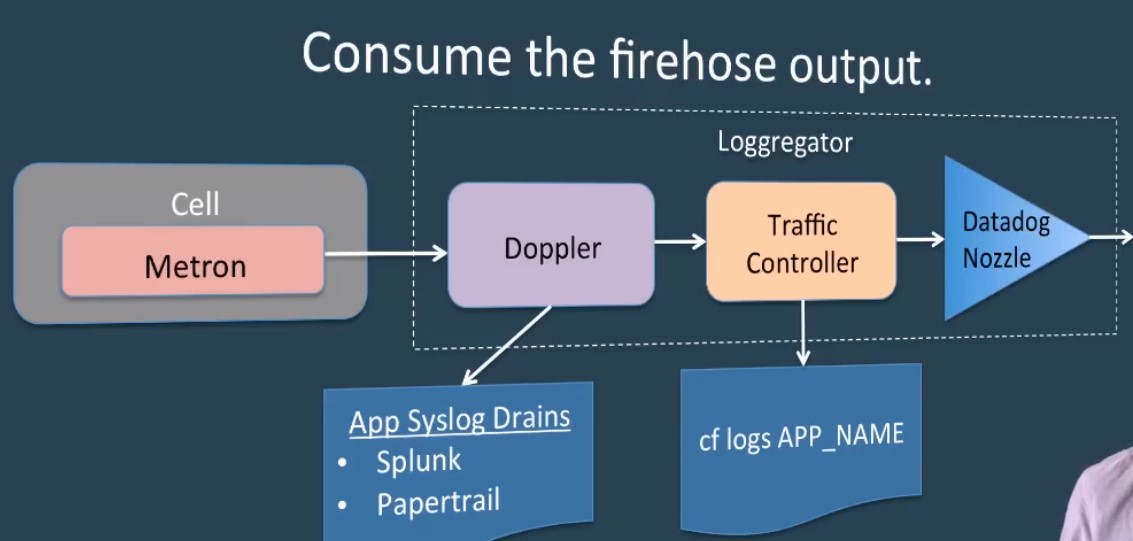 Consume the firehose output.
Loggregator
Cell
Metron
Doppler
Traffic
Controller
Datadog
Nozzle
App Syslog Drains
• Splunk
• Papertrail
cf logs APP_NAME